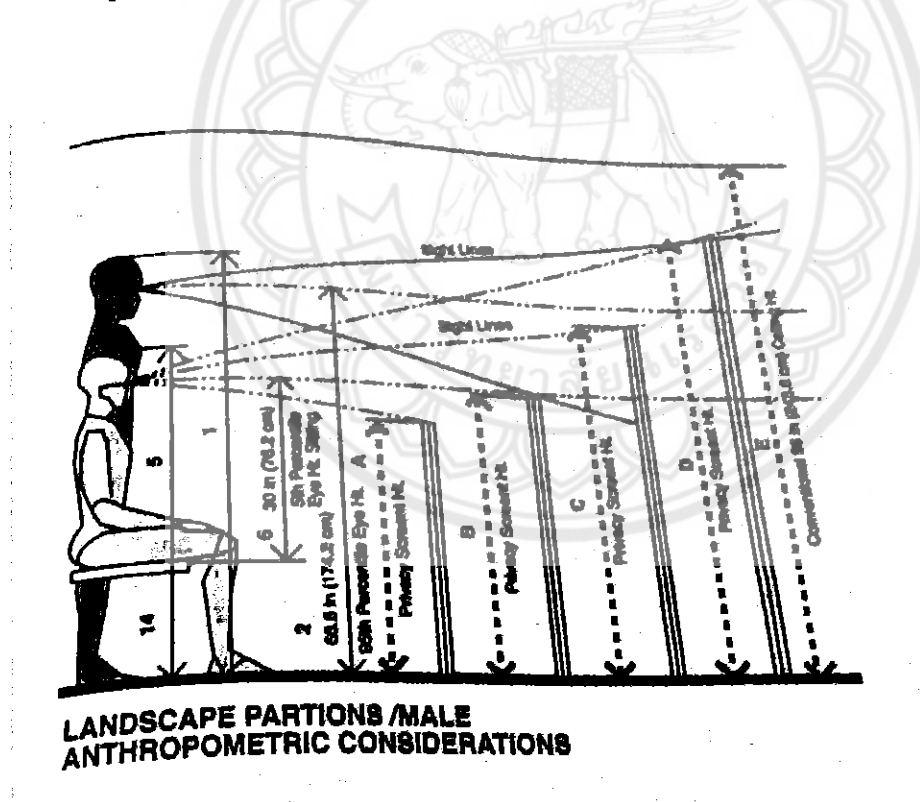 Sight Lines
Sight Lines
1
5
6
30 in (76.2 cm)
5th Percentile
Eye Ht. Sitting
2
68.6 in (174.2 cm)
95th Percentile Eye Ht.
A
Privacy Screen Ht.
B
Privacy Screen Ht.
C
Privacy Screen Ht.
D
Privacy Screen Ht.
E
14
LANDSCAPE PARTIONS /MALE
ANTHROPOMETRIC CONSIDERATIONS